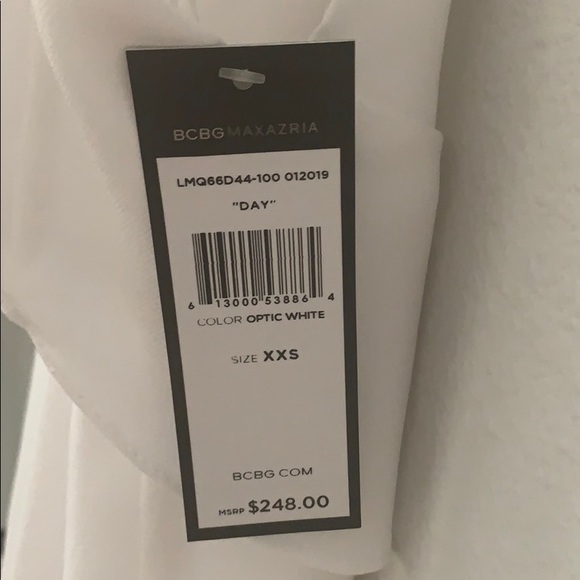 BCBGMAXAZRIA
LMQ66D44-100 012019
"DAY"
6 13000 53886 4
COLOR OPTIC WHITE
SIZE XXS
BCBG COM
MSRP $248.00